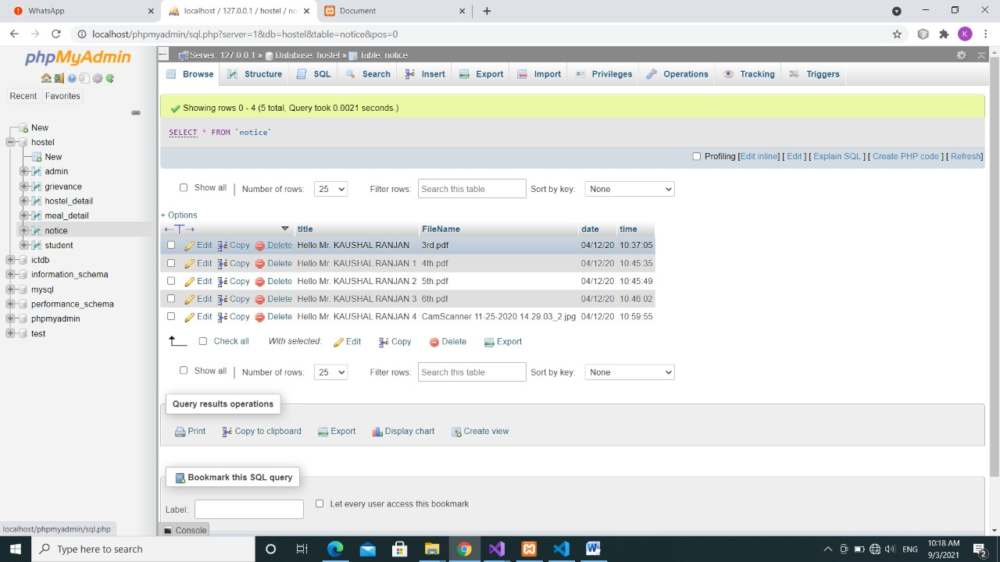 WhatsApp
localhost / 127.0.0.1 / hostel / no
Document
localhost/phpmyadmin/sql.php?server=1&db=hostel&table=notice&pos=0
K
phpMyAdmin
Recent Favorites
New
hostel
New
admin
grievance
hostel_detail
meal_detail
notice
student
ictdb
information_schema
mysql
performance_schema
phpmyadmin
test
Server: 127.0.0.1 » Database: hostel » Table: notice
Browse Structure SQL Search Insert Export Import Privileges Operations Tracking Triggers
Showing rows 0 - 4 (5 total, Query took 0.0021 seconds.)
SELECT * FROM `notice`
Profiling [Edit inline] [ Edit ] [ Explain SQL ] [ Create PHP code ] [ Refresh]
Show all | Number of rows: 25 Filter rows: Search this table Sort by key: None
+ Options
←T→ title FileName date time
Edit Copy Delete Hello Mr. KAUSHAL RANJAN 3rd.pdf 04/12/20 10:37:05
Edit Copy Delete Hello Mr. KAUSHAL RANJAN 1 4th.pdf 04/12/20 10:45:35
Edit Copy Delete Hello Mr. KAUSHAL RANJAN 2 5th.pdf 04/12/20 10:45:49
Edit Copy Delete Hello Mr. KAUSHAL RANJAN 3 6th.pdf 04/12/20 10:46:02
Edit Copy Delete Hello Mr. KAUSHAL RANJAN 4 CamScanner 11-25-2020 14.29.03_2.jpg 04/12/20 10:59:55
Check all With selected: Edit Copy Delete Export
Show all | Number of rows: 25 Filter rows: Search this table Sort by key: None
Query results operations
Print Copy to clipboard Export Display chart Create view
Bookmark this SQL query
Label: Let every user access this bookmark
localhost/phpmyadmin/sql.php
Console
Type here to search
ENG
10:18 AM
9/3/2021
2